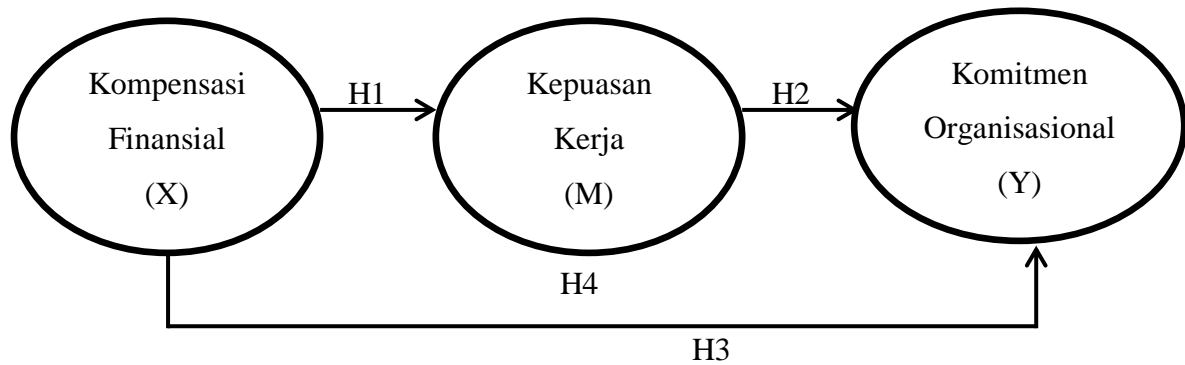 Kompensasi
Finansial
(X)
H1
Kepuasan
Kerja
(M)
H2
Komitmen
Organisasional
(Y)
H4
H3